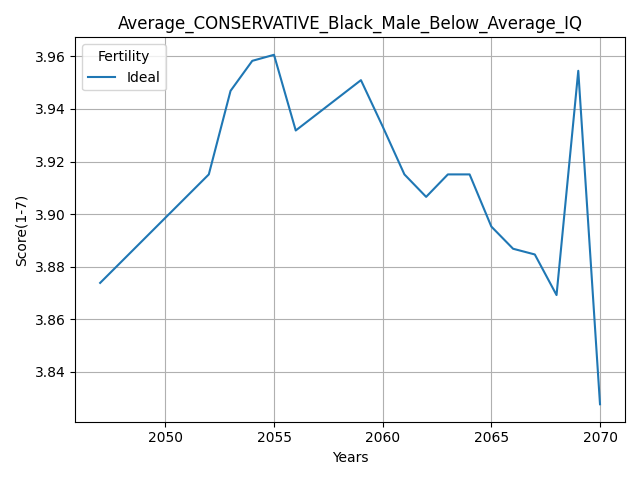 Average_CONSERVATIVE_Black_Male_Below_Average_IQ
Fertility
Ideal
Score(1-7)
3.96
3.94
3.92
3.90
3.88
3.86
3.84
2050
2055
2060
2065
2070
Years